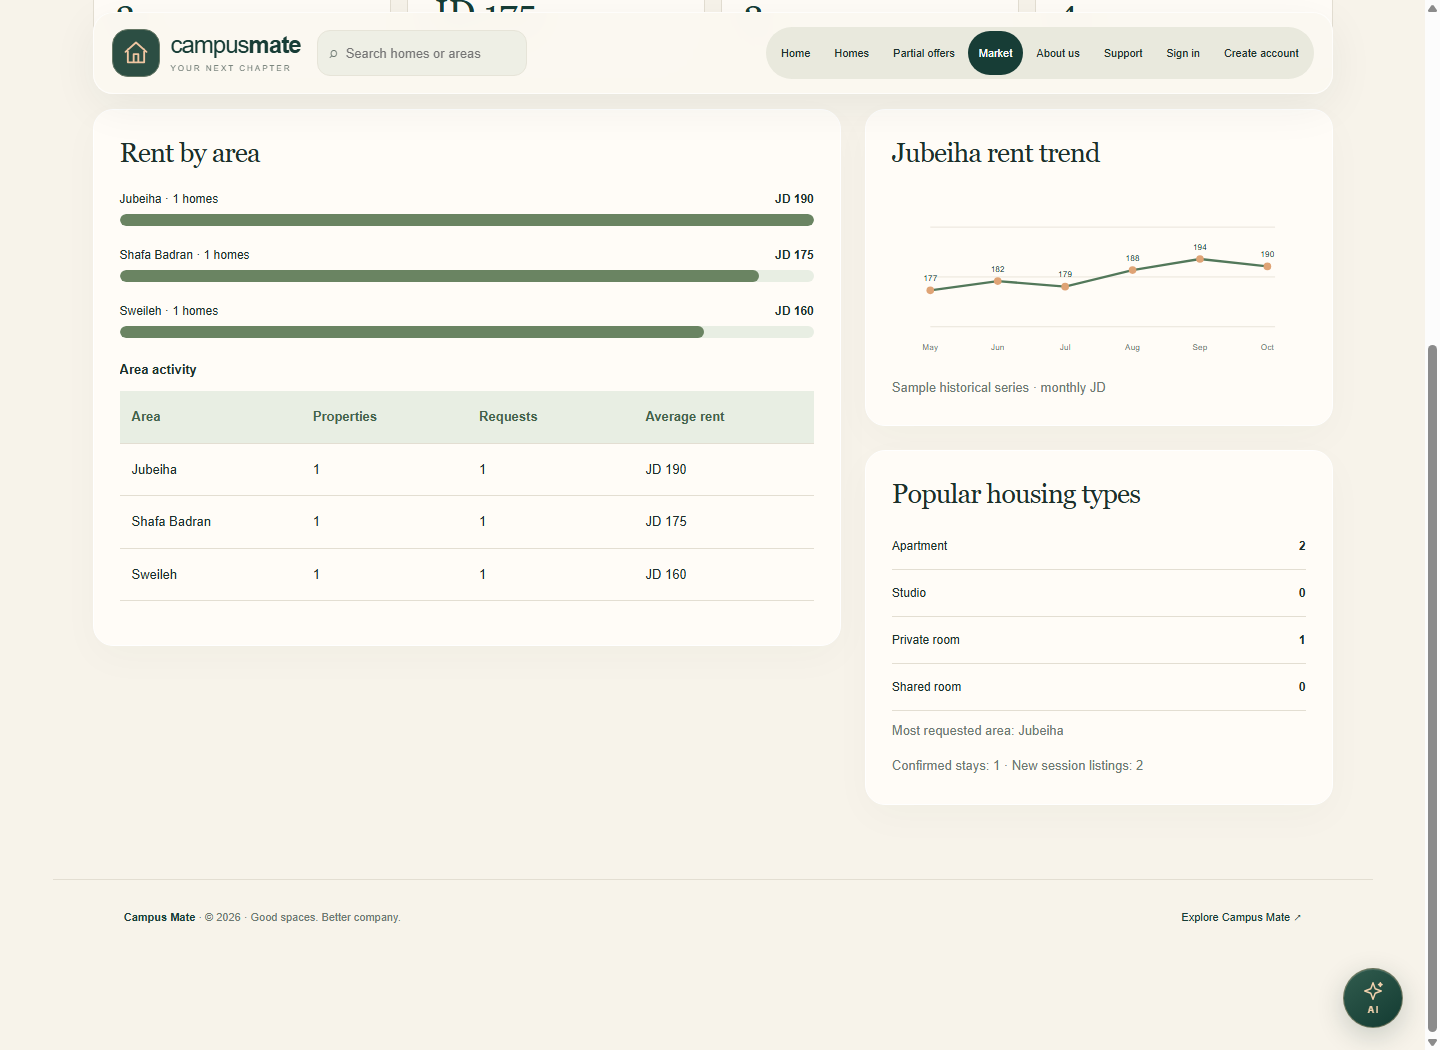 JD 175
campusmate
YOUR NEXT CHAPTER
Search homes or areas
Home
Homes
Partial offers
Market
About us
Support
Sign in
Create account
Rent by area
Jubeiha · 1 homes
JD 190
Shafa Badran · 1 homes
JD 175
Sweileh · 1 homes
JD 160
Area activity
Area Properties Requests Average rent
Jubeiha 1 1 JD 190
Shafa Badran 1 1 JD 175
Sweileh 1 1 JD 160
Jubeiha rent trend
177 182 179 188 194 190
May Jun Jul Aug Sep Oct
Sample historical series · monthly JD
Popular housing types
Apartment 2
Studio 0
Private room 1
Shared room 0
Most requested area: Jubeiha
Confirmed stays: 1 · New session listings: 2
Campus Mate · © 2026 · Good spaces. Better company.
Explore Campus Mate ↗
AI